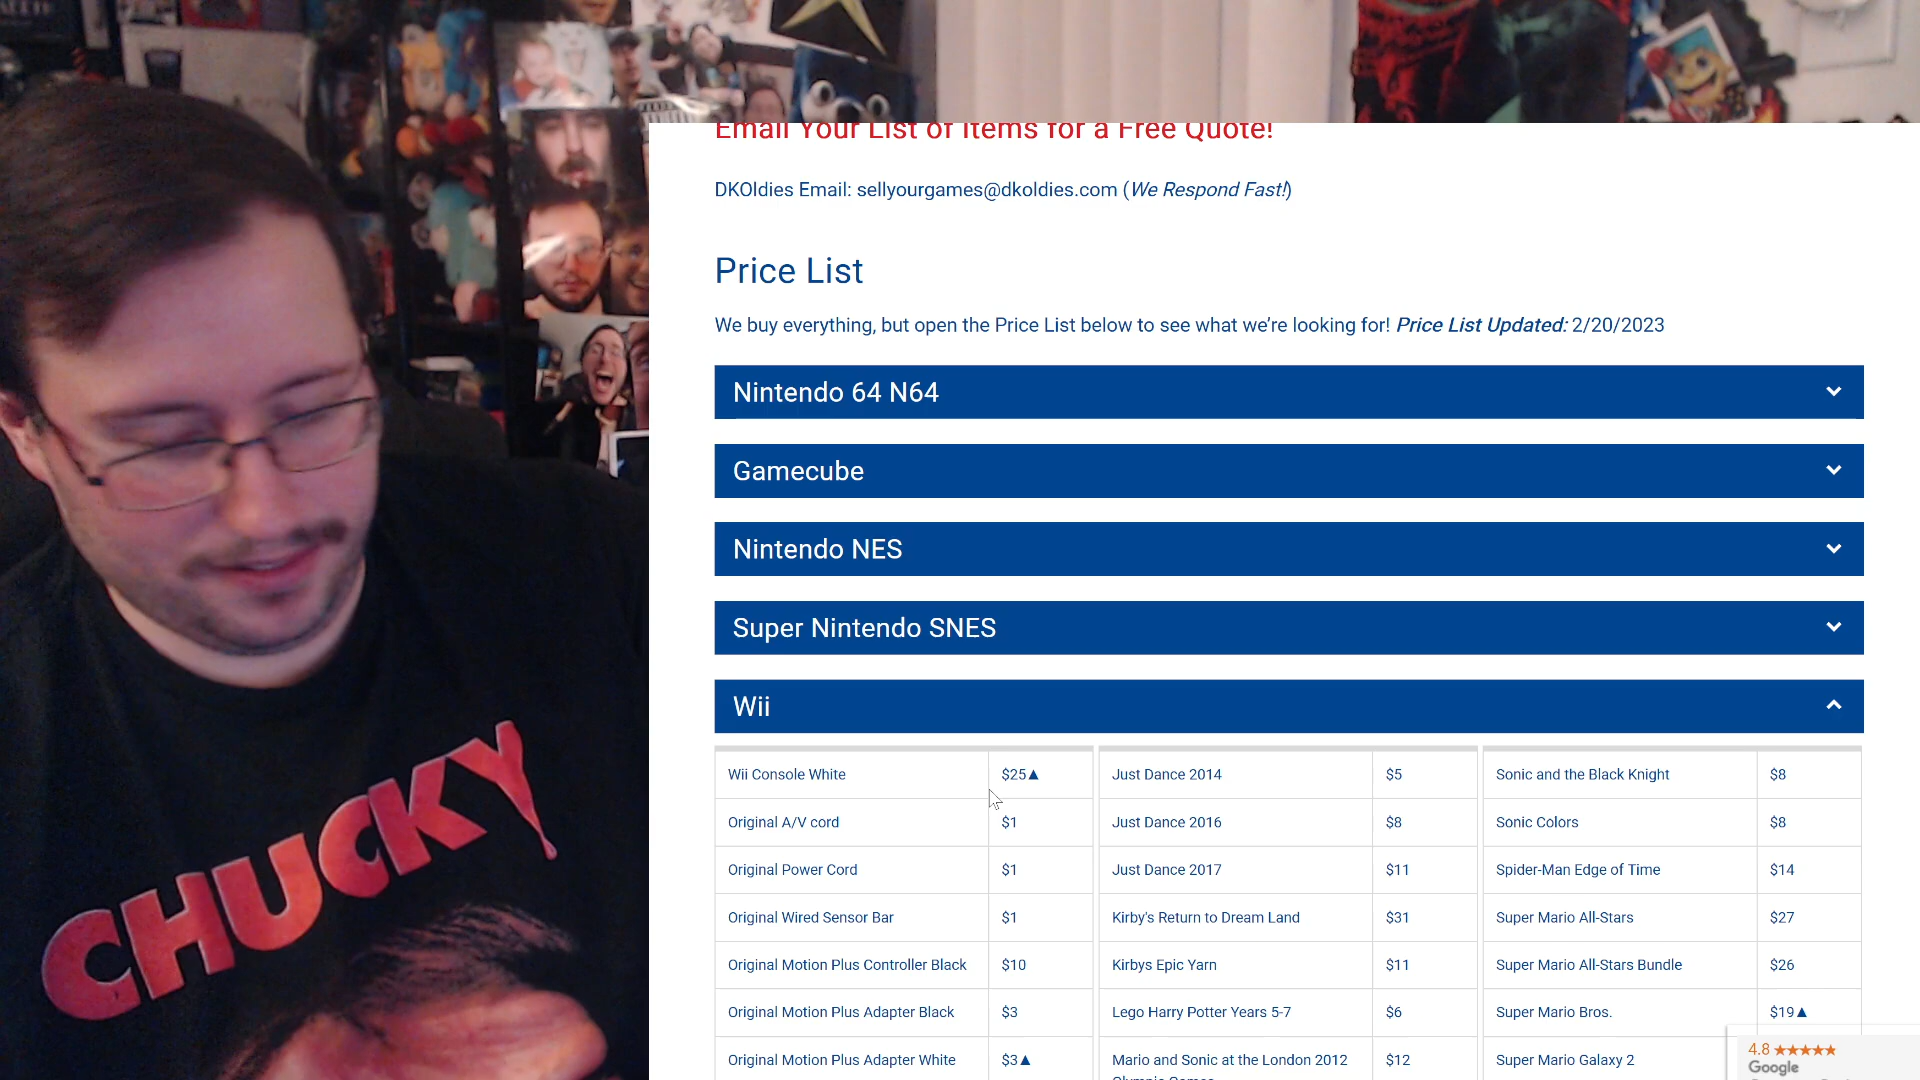 Email Your List of Items for a Free Quote!
DKOldies Email: sellyourgames@dkoldies.com (We Respond Fast!)
Price List
We buy everything, but open the Price List below to see what we're looking for! Price List Updated: 2/20/2023
Nintendo 64 N64
Gamecube
Nintendo NES
Super Nintendo SNES
Wii
Wii Console White $25▲ Just Dance 2014 $5 Sonic and the Black Knight $8
Original A/V cord $1 Just Dance 2016 $8 Sonic Colors $8
Original Power Cord $1 Just Dance 2017 $11 Spider-Man Edge of Time $14
Original Wired Sensor Bar $1 Kirby's Return to Dream Land $31 Super Mario All-Stars $27
Original Motion Plus Controller Black $10 Kirbys Epic Yarn $11 Super Mario All-Stars Bundle $26
Original Motion Plus Adapter Black $3 Lego Harry Potter Years 5-7 $6 Super Mario Bros. $19▲
Original Motion Plus Adapter White $3▲ Mario and Sonic at the London 2012 $12 Super Mario Galaxy 2
4.8 ★★★★★
Google
CHUCKY